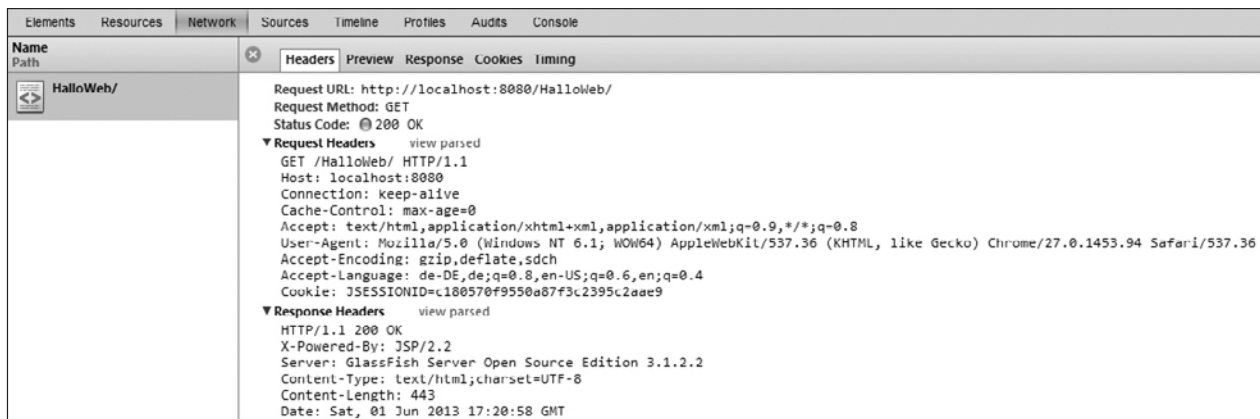 Elements Resources Network Sources Timeline Profiles Audits Console
Name
Path
HalloWeb/
Headers Preview Response Cookies Timing
Request URL: http://localhost:8080/HalloWeb/
Request Method: GET
Status Code: 200 OK
Request Headers view parsed
GET /HalloWeb/ HTTP/1.1
Host: localhost:8080
Connection: keep-alive
Cache-Control: max-age=0
Accept: text/html,application/xhtml+xml,application/xml;q=0.9,*/*;q=0.8
User-Agent: Mozilla/5.0 (Windows NT 6.1; WOW64) AppleWebKit/537.36 (KHTML, like Gecko) Chrome/27.0.1453.94 Safari/537.36
Accept-Encoding: gzip,deflate,sdch
Accept-Language: de-DE,de;q=0.8,en-US;q=0.6,en;q=0.4
Cookie: JSESSIONID=c180570f9550a87f3c2395c2aae9
Response Headers view parsed
HTTP/1.1 200 OK
X-Powered-By: JSP/2.2
Server: GlassFish Server Open Source Edition 3.1.2.2
Content-Type: text/html;charset=UTF-8
Content-Length: 443
Date: Sat, 01 Jun 2013 17:20:58 GMT